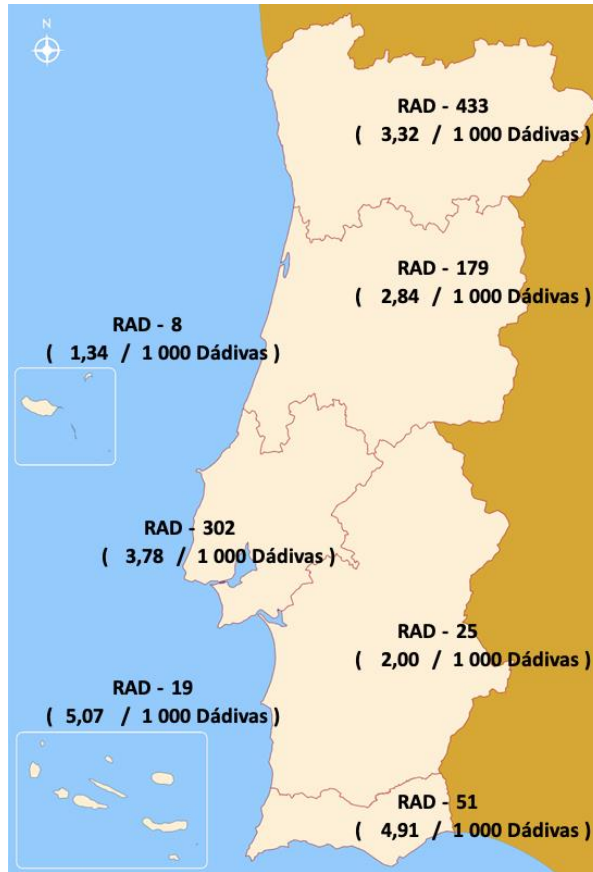 N
RAD - 433
( 3,32 / 1 000 Dádivas )
RAD - 179
( 2,84 / 1 000 Dádivas )
RAD - 8
( 1,34 / 1 000 Dádivas )
RAD - 302
( 3,78 / 1 000 Dádivas )
RAD - 25
( 2,00 / 1 000 Dádivas )
RAD - 19
( 5,07 / 1 000 Dádivas )
RAD - 51
( 4,91 / 1 000 Dádivas )